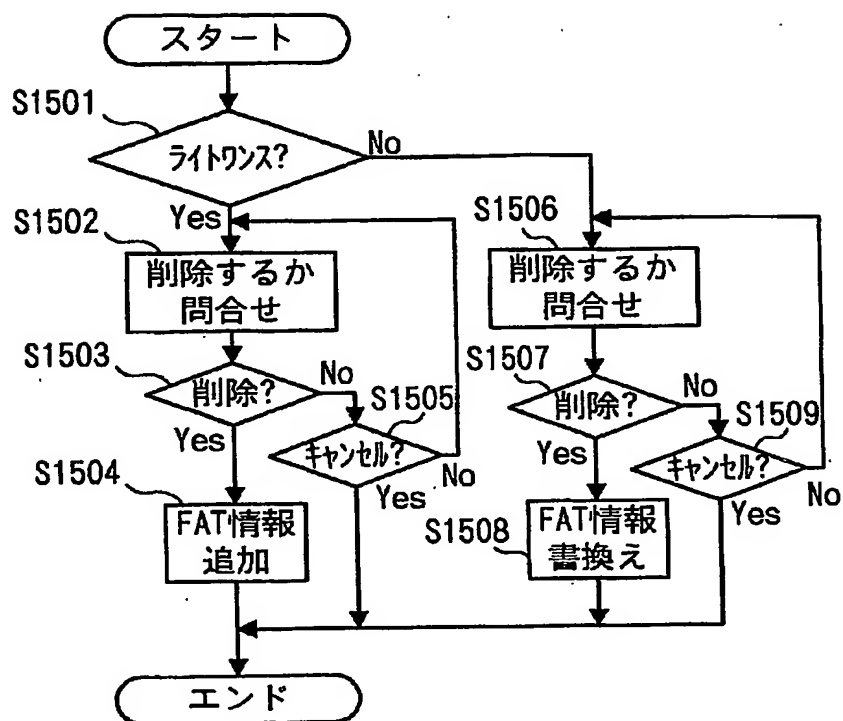 スタート
S1501
ライトワンス?
No
Yes
S1502
削除するか
問合せ
S1503
削除?
No
Yes
S1505
キャンセル?
No
Yes
S1504
FAT情報
追加
S1506
削除するか
問合せ
S1507
削除?
No
Yes
S1509
キャンセル?
No
Yes
S1508
FAT情報
書換え
エンド